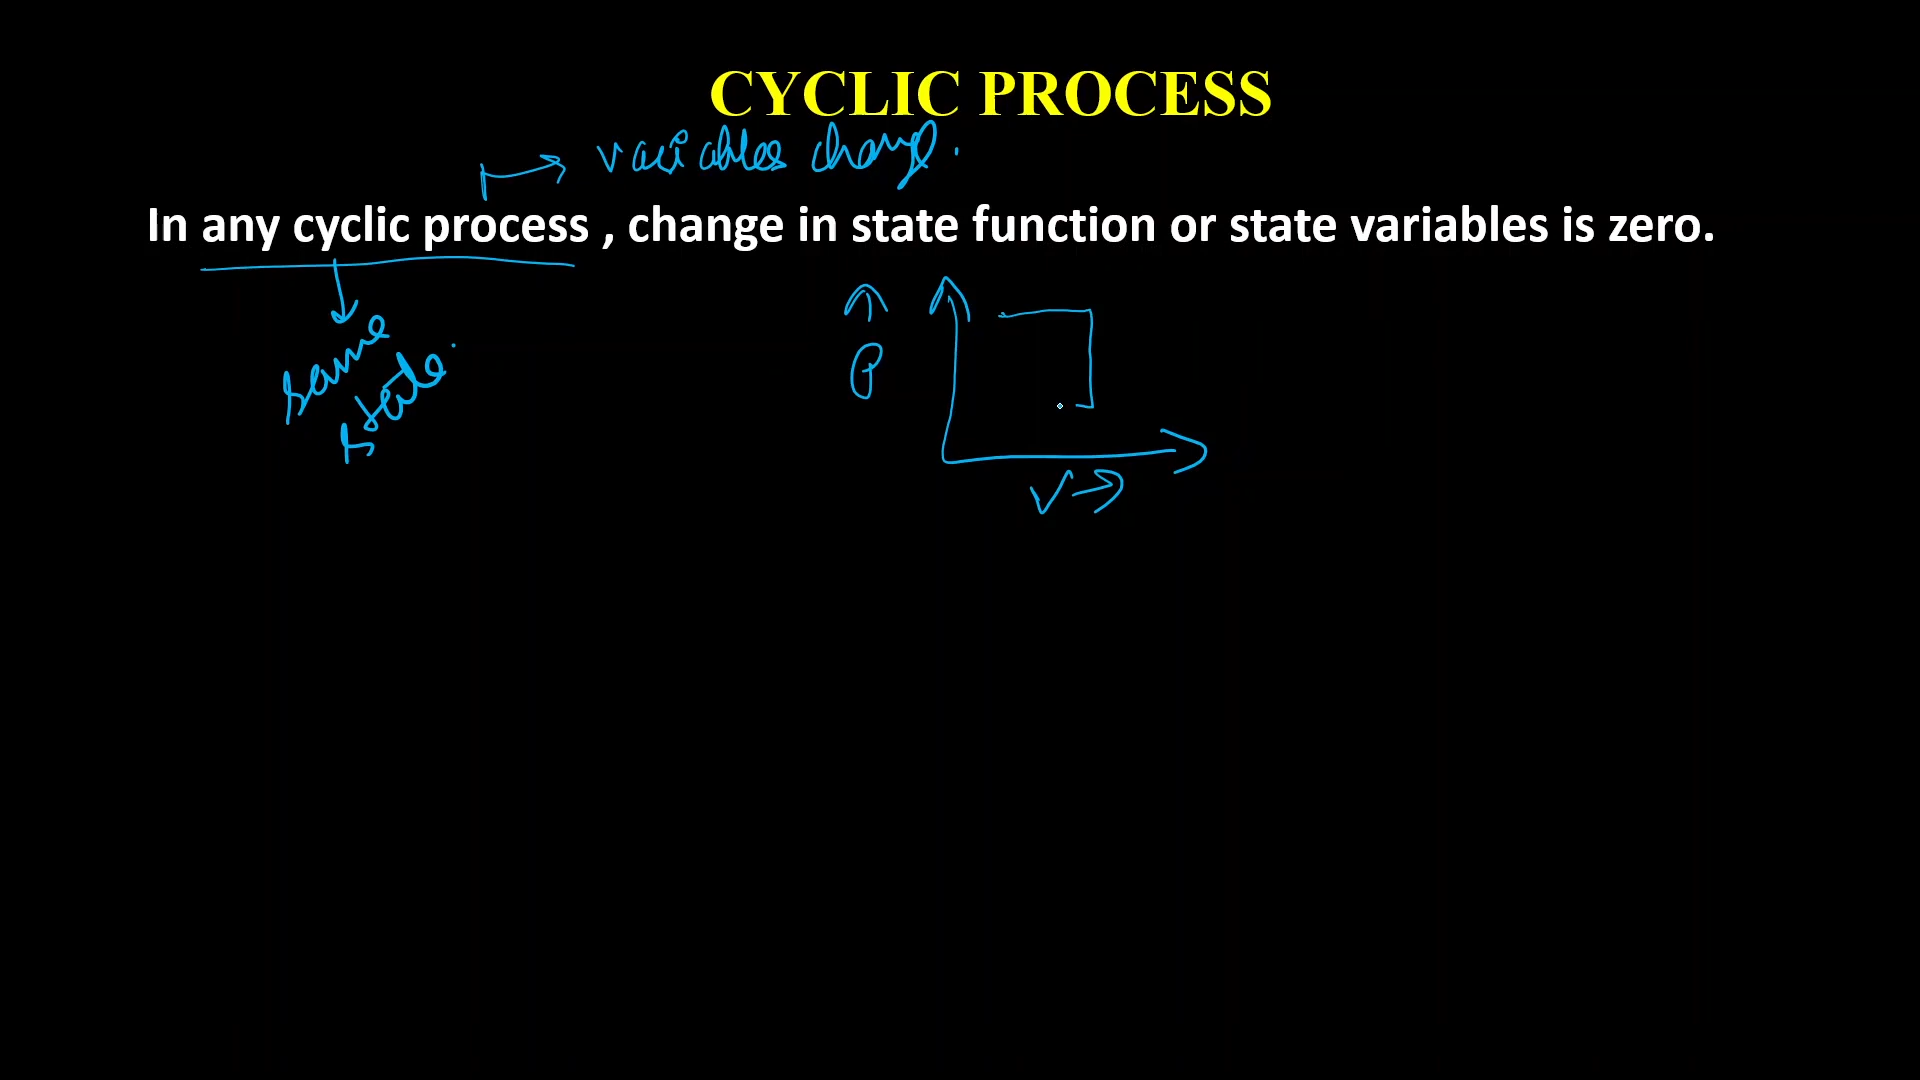 CYCLIC PROCESS
variables change.
In any cyclic process , change in state function or state variables is zero.
same
state.
P
V